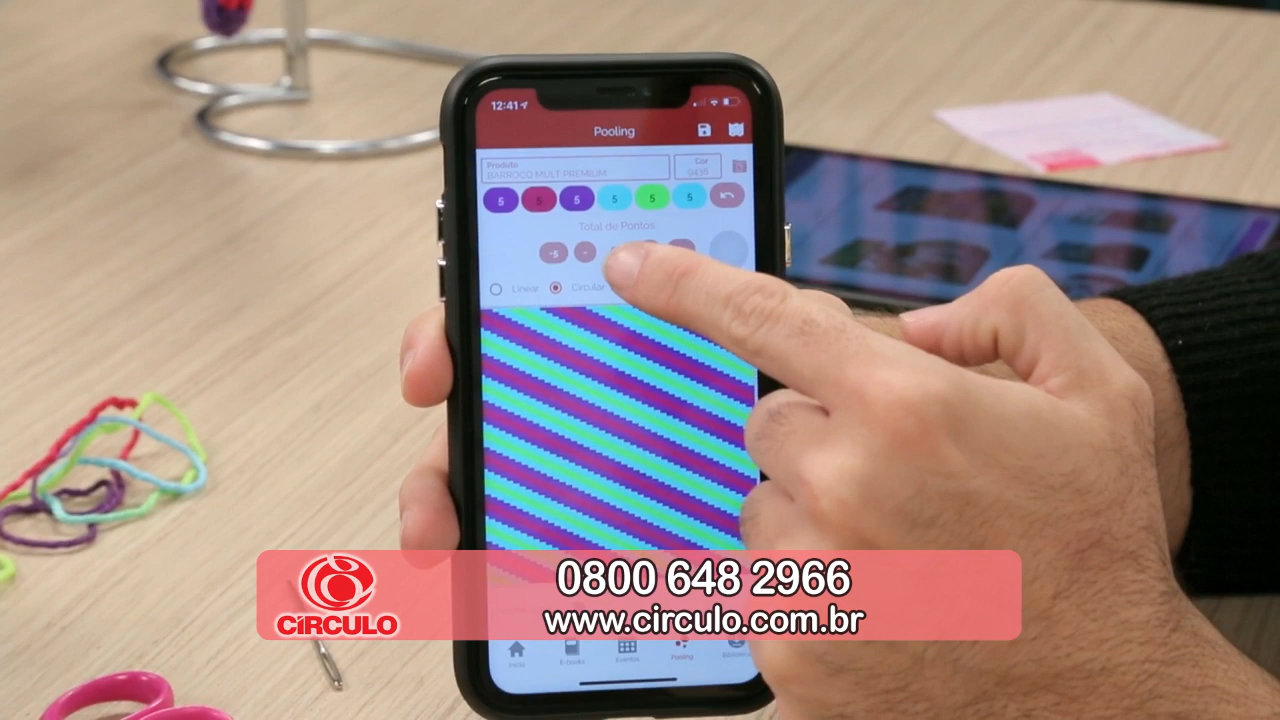 12:41
Pooling
Produto
BARROCO MULT PREMIUM
Cor
9438
5 5 5 5 5 5
Total de Pontos
-5 -
Linear Circular
0800 648 2966
CÍRCULO
www.circulo.com.br
Início E-books Eventos Pooling